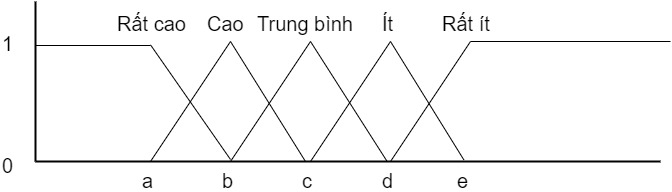 Rất cao Cao Trung bình Ít Rất ít
1
0
a b c d e